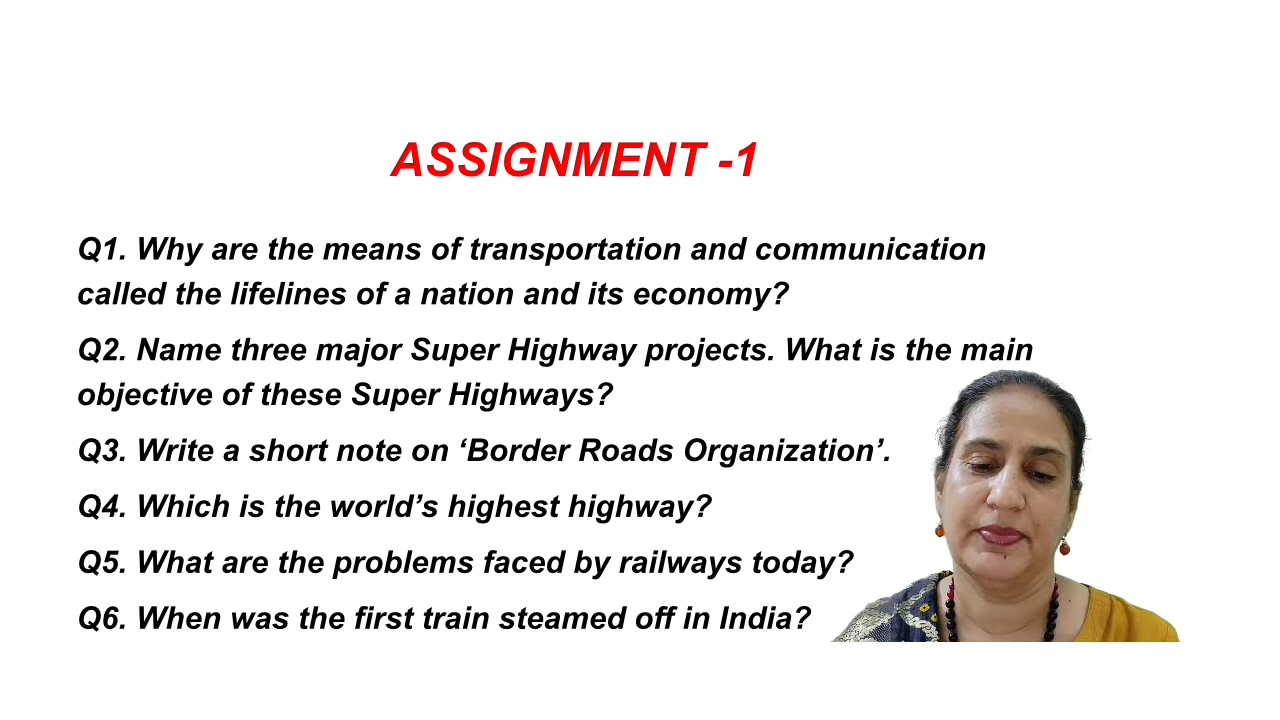 ASSIGNMENT -1
Q1. Why are the means of transportation and communication
called the lifelines of a nation and its economy?
Q2. Name three major Super Highway projects. What is the main
objective of these Super Highways?
Q3. Write a short note on ‘Border Roads Organization’.
Q4. Which is the world’s highest highway?
Q5. What are the problems faced by railways today?
Q6. When was the first train steamed off in India?